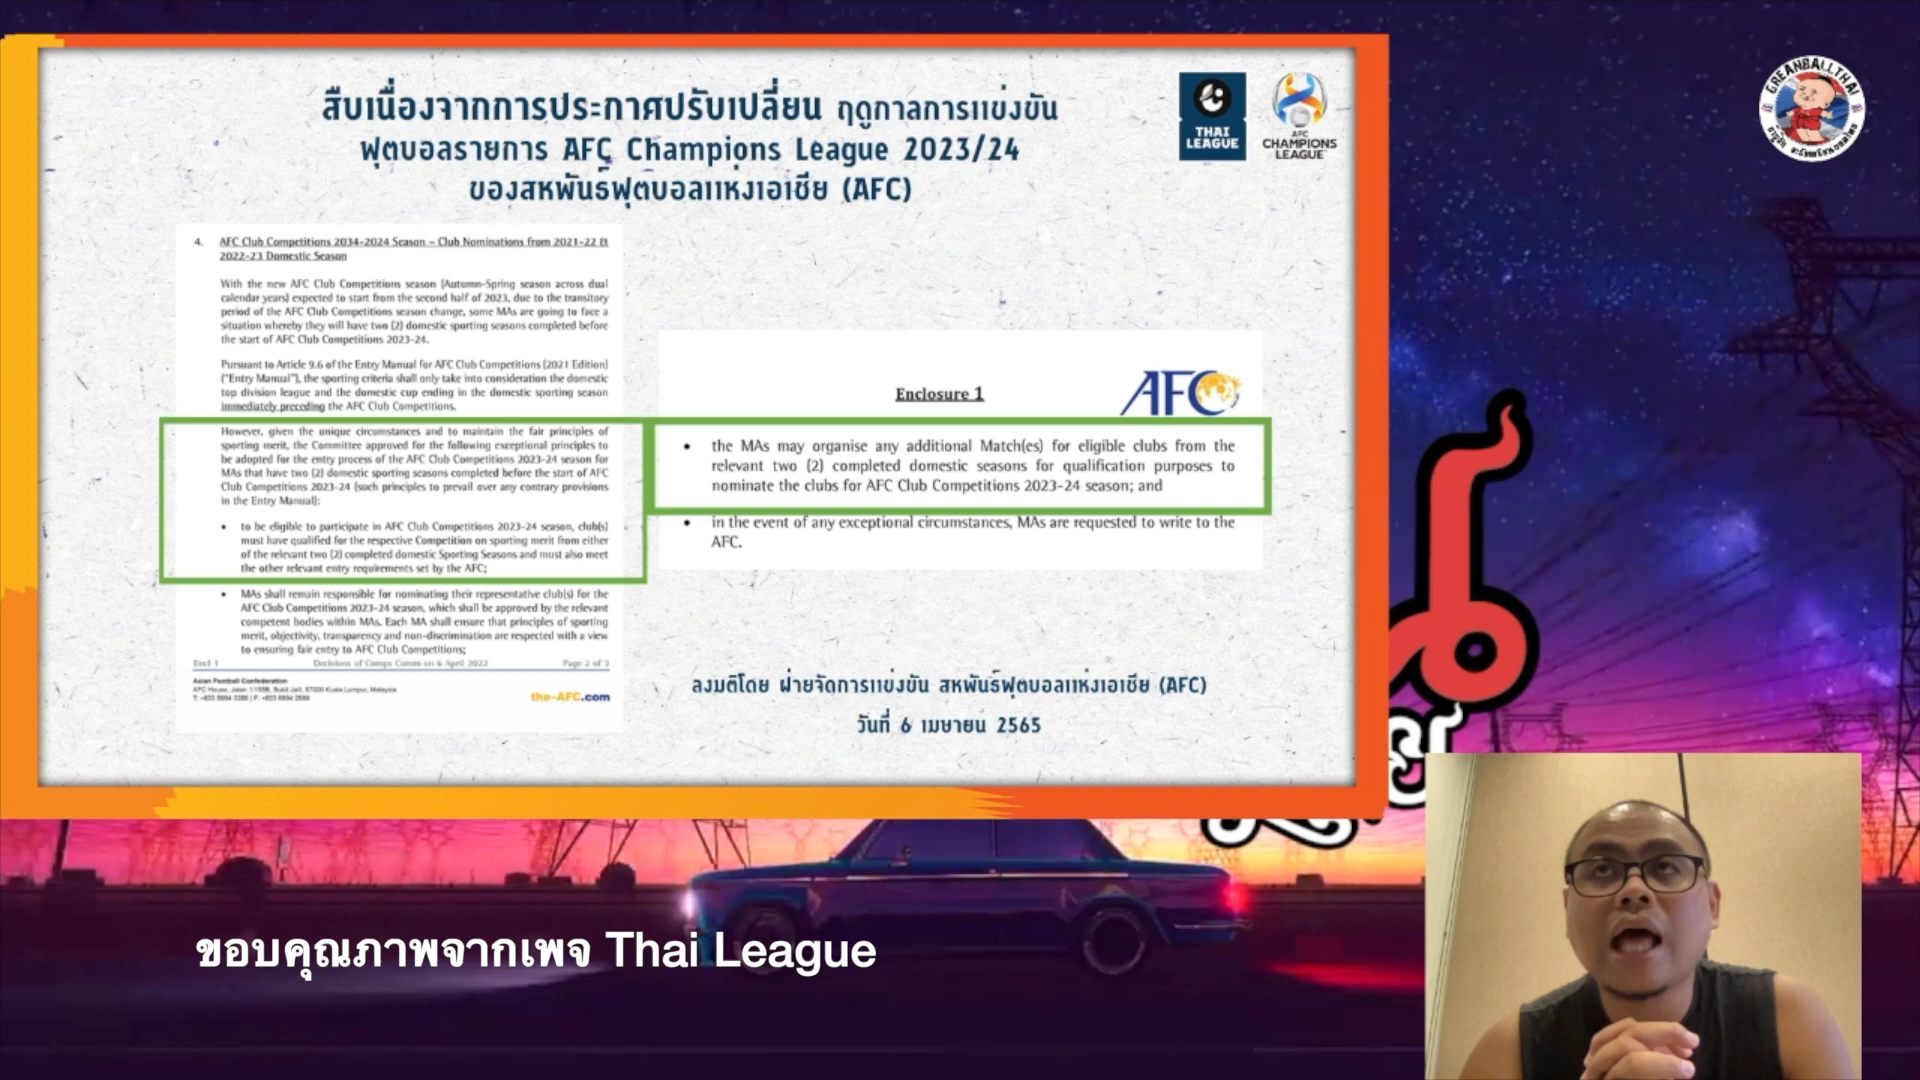 สืบเนื่องจากการประกาศปรับเปลี่ยน ฤดูกาลการแข่งขัน
ฟุตบอลรายการ AFC Champions League 2023/24
ของสหพันธ์ฟุตบอลแห่งเอเชีย (AFC)
THAI
LEAGUE
AFC
CHAMPIONS
LEAGUE
GREANBALLTHAI
4. AFC Club Competitions 2034-2024 Season – Club Nominations from 2021-22 &
2022-23 Domestic Season
With the new AFC Club Competitions season (Autumn-Spring season across dual
calendar years) expected to start from the second half of 2023, due to the transitory
period of the AFC Club Competitions season change, some MAs are going to face a
situation whereby they will have two (2) domestic sporting seasons completed before
the start of AFC Club Competitions 2023-24.
Pursuant to Article 9.6 of the Entry Manual for AFC Club Competitions (2021 Edition)
("Entry Manual"), the sporting criteria shall only take into consideration the domestic
top division league and the domestic cup ending in the domestic sporting season
immediately preceding the AFC Club Competitions.
However, given the unique circumstances and to maintain the fair principles of
sporting merit, the Committee approved for the following exceptional principles to
be adopted for the entry process of the AFC Club Competitions 2023-24 season for
MAs that have two (2) domestic sporting seasons completed before the start of AFC
Club Competitions 2023-24 (such principles to prevail over any contrary provisions
in the Entry Manual):
• to be eligible to participate in AFC Club Competitions 2023-24 season, club(s)
must have qualified for the respective Competition on sporting merit from either
of the relevant two (2) completed domestic Sporting Seasons and must also meet
the other relevant entry requirements set by the AFC;
• MAs shall remain responsible for nominating their representative club(s) for the
AFC Club Competitions 2023-24 season, which shall be approved by the relevant
competent bodies within MAs. Each MA shall ensure that principles of sporting
merit, objectivity, transparency and non-discrimination are respected with a view
to ensuring fair entry to AFC Club Competitions;
Encl 1 Decisions of Comps Comm on 6 April 2022 Page 2 of 3
Asian Football Confederation
AFC House, Jalan 1/155B, Bukit Jalil, 57000 Kuala Lumpur, Malaysia
the-AFC.com
Enclosure 1
AFC
• the MAs may organise any additional Match(es) for eligible clubs from the
relevant two (2) completed domestic seasons for qualification purposes to
nominate the clubs for AFC Club Competitions 2023-24 season; and
• in the event of any exceptional circumstances, MAs are requested to write to the
AFC.
ลงมติโดย ฝ่ายจัดการแข่งขัน สหพันธ์ฟุตบอลแห่งเอเชีย (AFC)
วันที่ 6 เมษายน 2565
ขอบคุณภาพจากเพจ Thai League